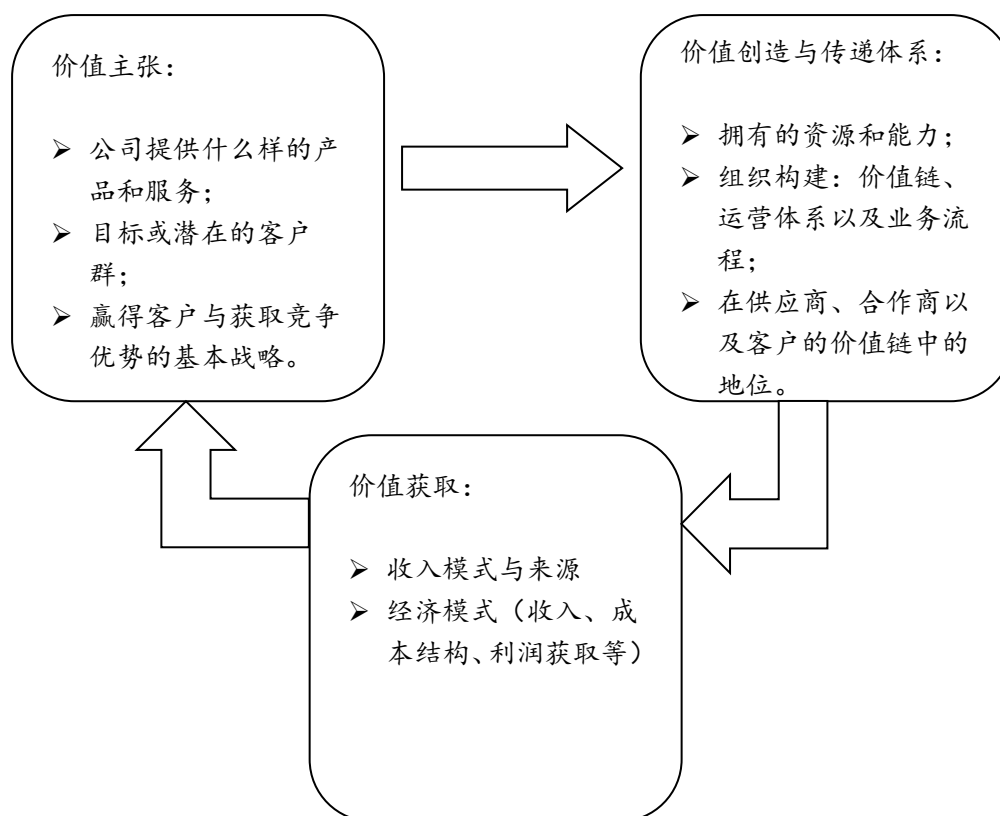 价值主张：
➢ 公司提供什么样的产
品和服务；
➢ 目标或潜在的客户
群；
➢ 赢得客户与获取竞争
优势的基本战略。
价值创造与传递体系：
➢ 拥有的资源和能力；
➢ 组织构建：价值链、
运营体系以及业务流
程；
➢ 在供应商、合作商以
及客户的价值链中的
地位。
价值获取：
➢ 收入模式与来源
➢ 经济模式（收入、成
本结构、利润获取等）